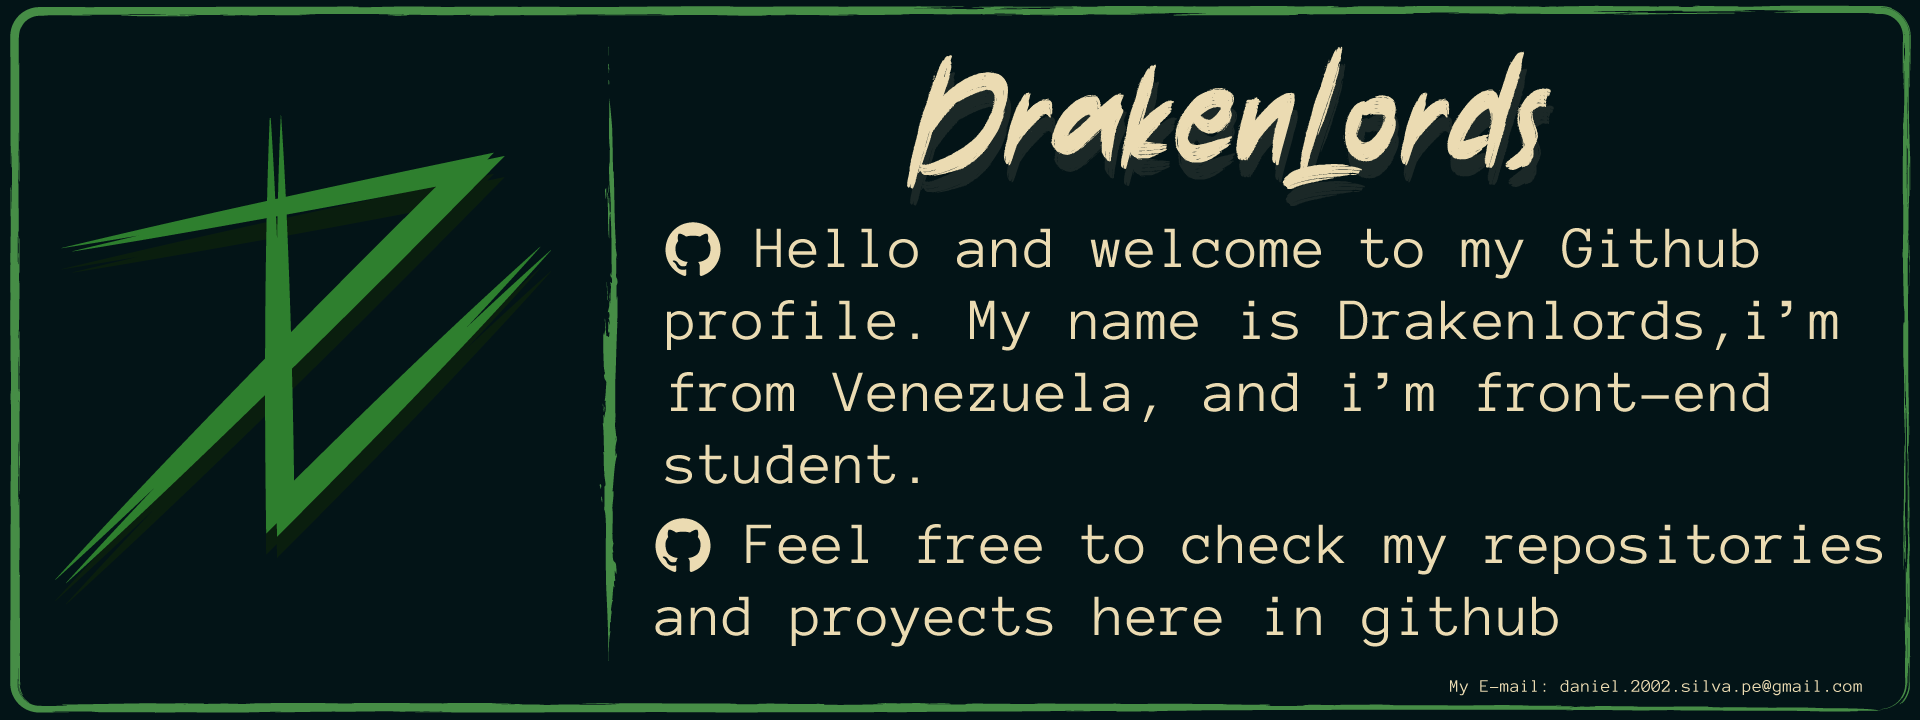 DrakenLords
Hello and welcome to my Github
profile. My name is Drakenlords,i’m
from Venezuela, and i’m front-end
student.
Feel free to check my repositories
and proyects here in github
My E-mail: daniel.2002.silva.pe@gmail.com